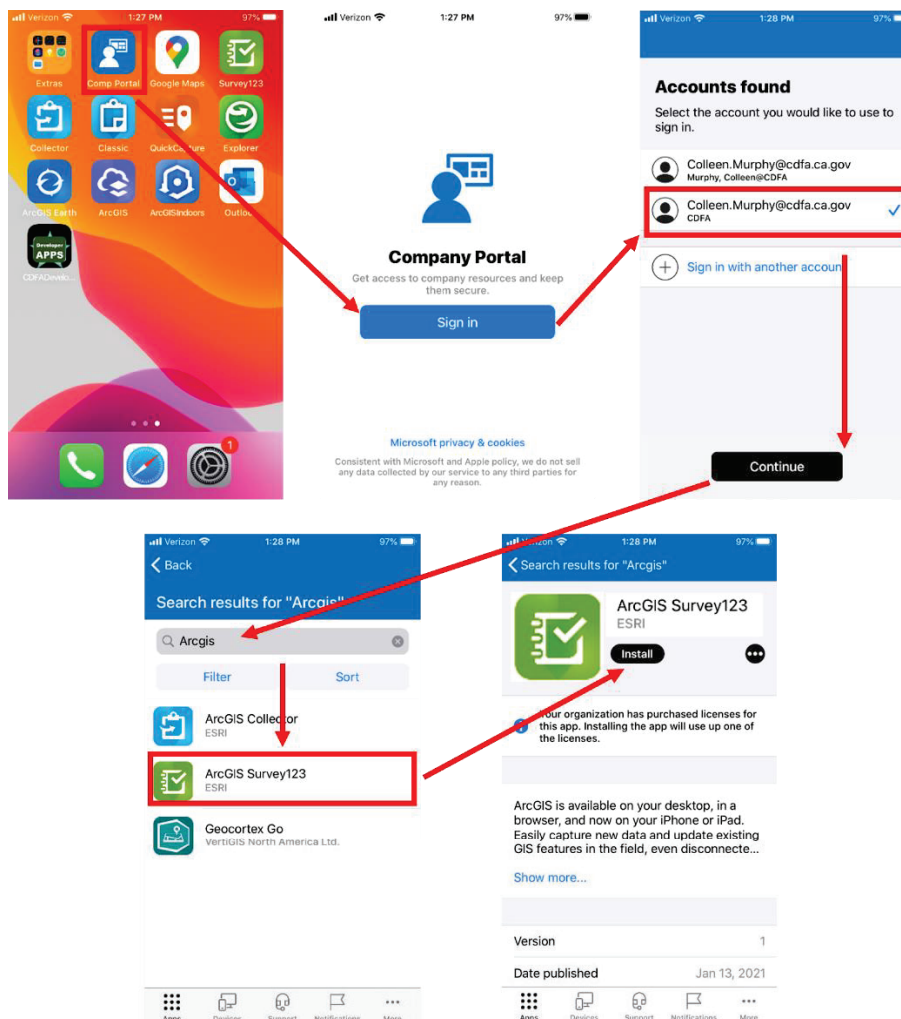 Verizon 1:27 PM 97%
Extras Comp Portal Google Maps Survey123
Collector Classic QuickCapture Explorer
ArcGIS Earth ArcGIS ArcGISIndoors Outlook
Developer
APPS
CDFADevelo...
1
Verizon 1:27 PM 97%
Company Portal
Get access to company resources and keep
them secure.
Sign in
Microsoft privacy & cookies
Consistent with Microsoft and Apple policy, we do not sell
any data collected by our service to any third parties for
any reason.
Verizon 1:28 PM 97%
Accounts found
Select the account you would like to use to
sign in.
Colleen.Murphy@cdfa.ca.gov
Murphy, Colleen@CDFA
Colleen.Murphy@cdfa.ca.gov
CDFA
Sign in with another account
Continue
Verizon 1:28 PM 97%
Back
Search results for "Arcgis"
Arcgis
Filter Sort
ArcGIS Collector
ESRI
ArcGIS Survey123
ESRI
Geocortex Go
VertiGIS North America Ltd.
Apps Devices Support Notifications More
Verizon 1:28 PM 97%
Search results for "Arcgis"
ArcGIS Survey123
ESRI
Install
Your organization has purchased licenses for
this app. Installing the app will use up one of
the licenses.
ArcGIS is available on your desktop, in a
browser, and now on your iPhone or iPad.
Easily capture new data and update existing
GIS features in the field, even disconnecte...
Show more...
Version 1
Date published Jan 13, 2021
Apps Devices Support Notifications More